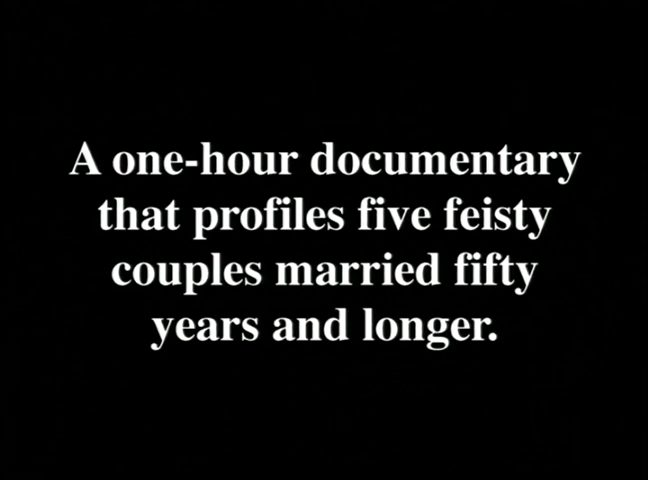 A one-hour documentary
that profiles five feisty
couples married fifty
years and longer.